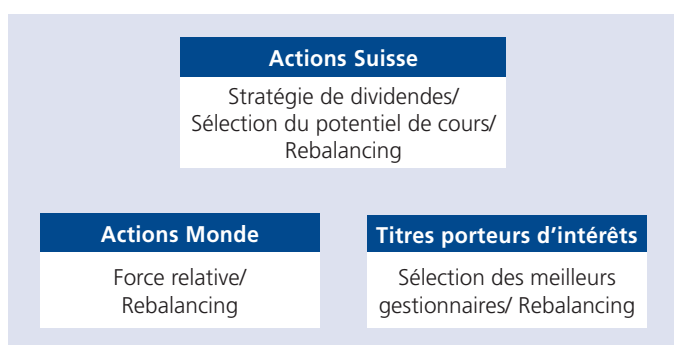 Actions Suisse
Stratégie de dividendes/
Sélection du potentiel de cours/
Rebalancing
Actions Monde
Force relative/
Rebalancing
Titres porteurs d'intérêts
Sélection des meilleurs
gestionnaires/ Rebalancing